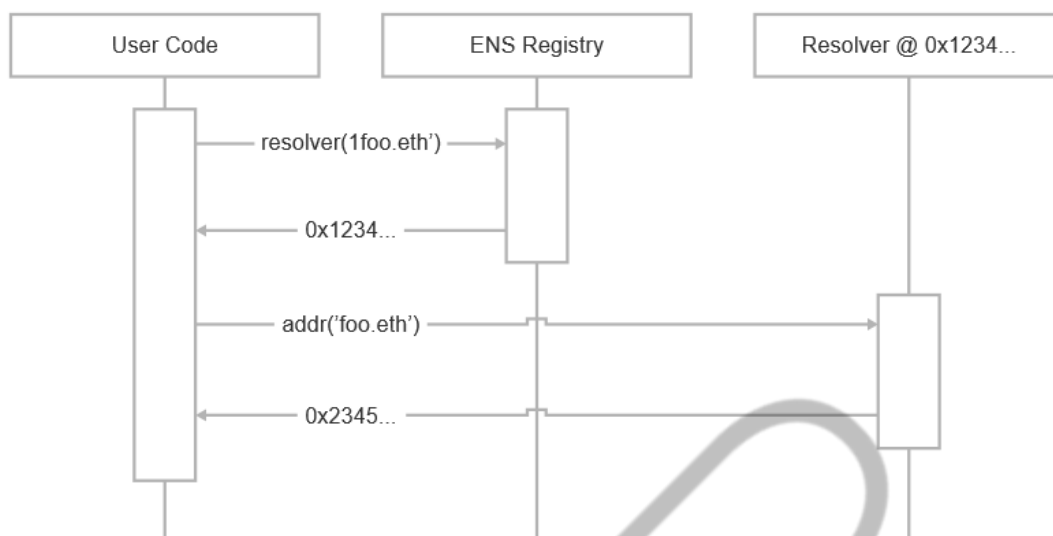 User Code
ENS Registry
Resolver @ 0x1234...
resolver(1foo.eth’)
0x1234...
addr(’foo.eth’)
0x2345...